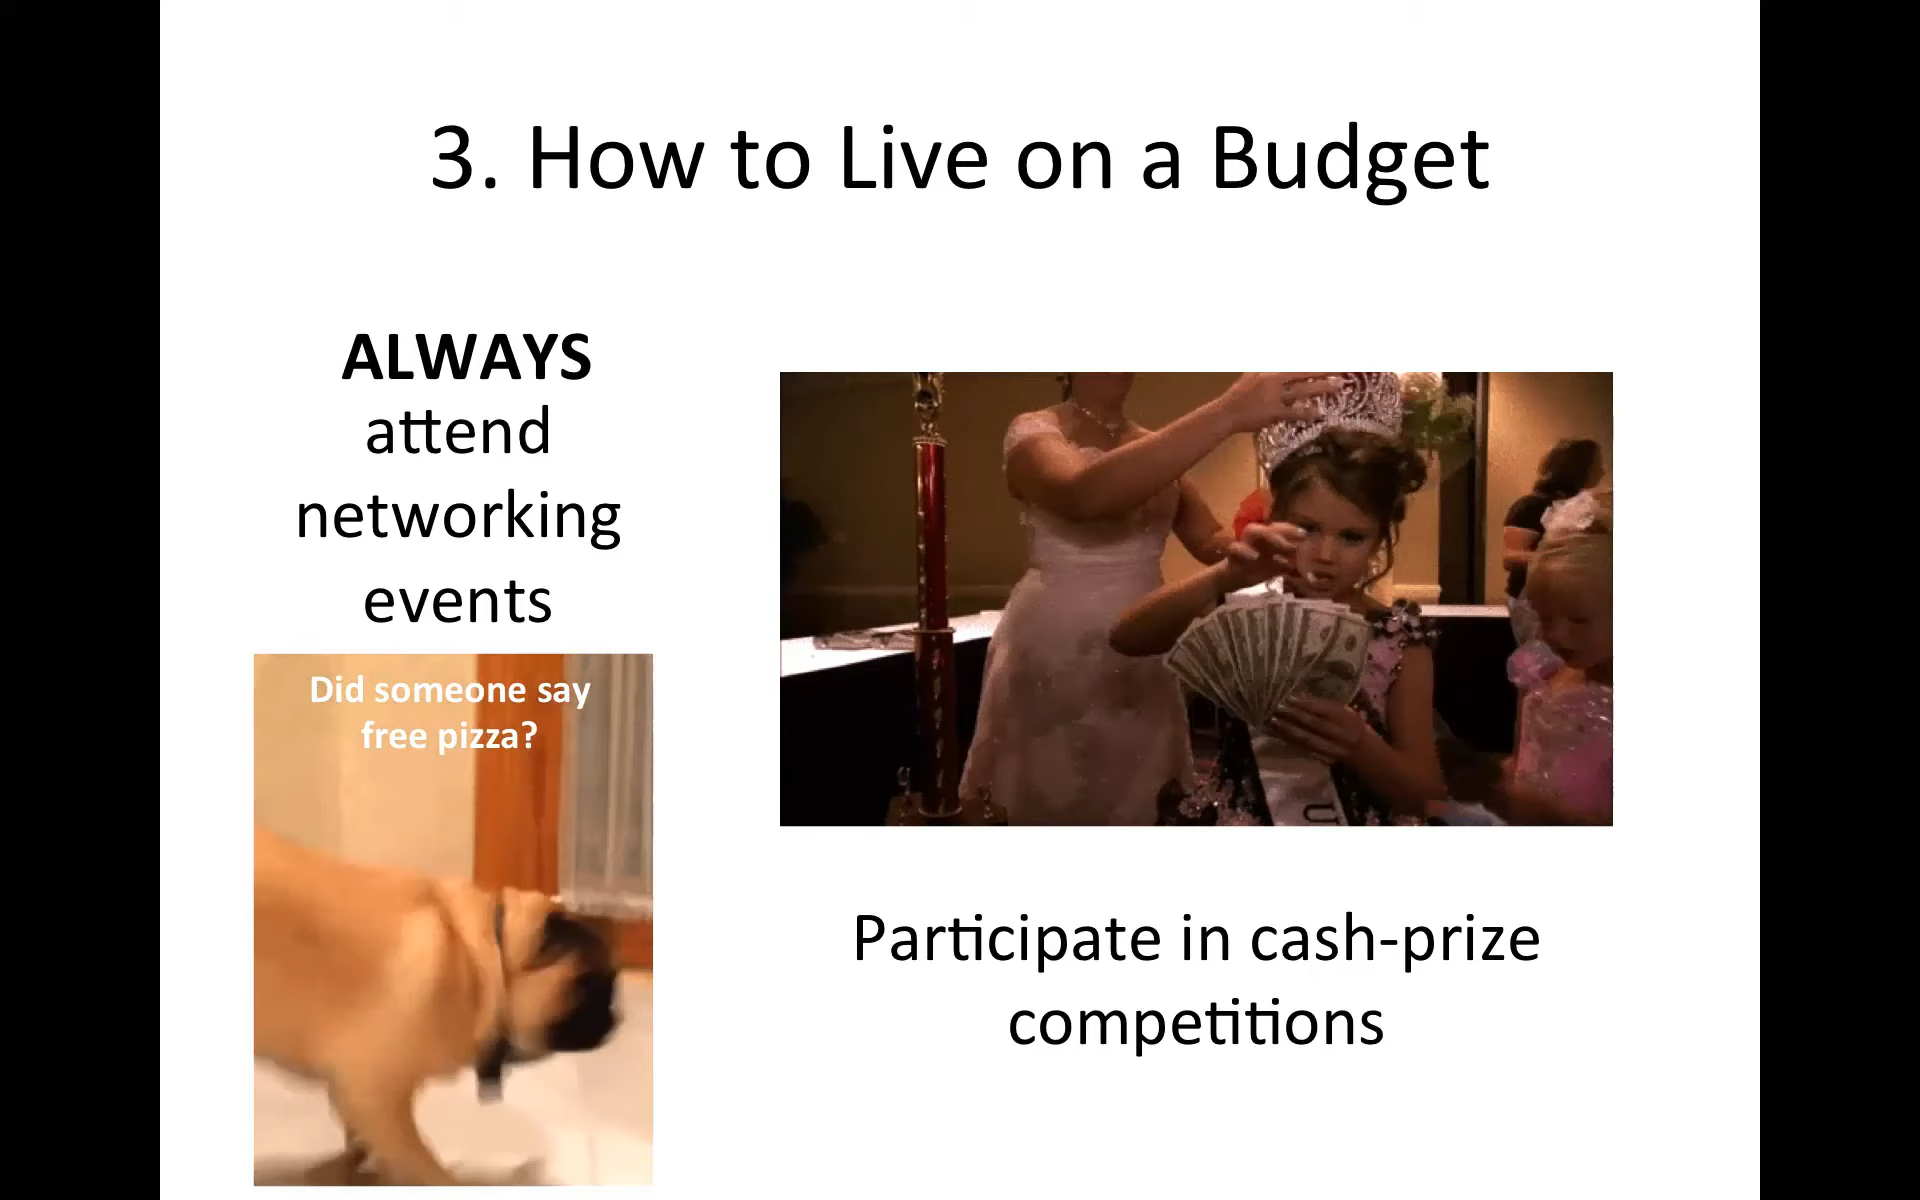 3. How to Live on a Budget
ALWAYS
attend
networking
events
Did someone say
free pizza?
Participate in cash-prize
competitions